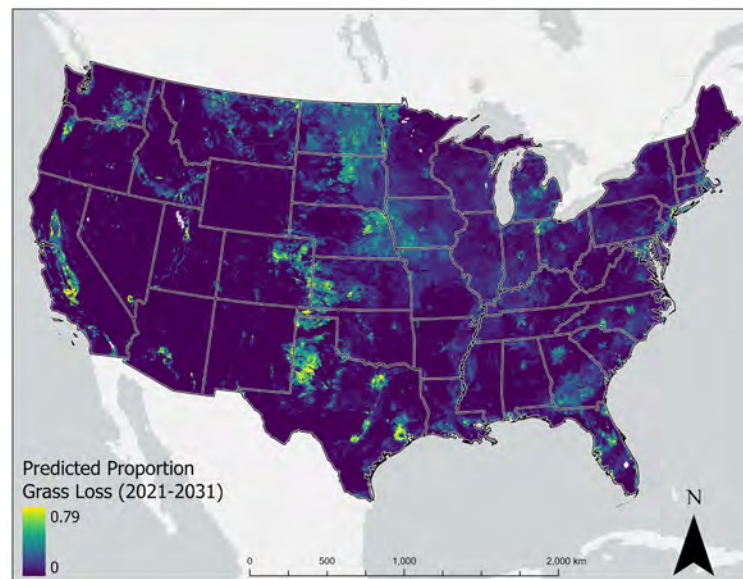 Predicted Proportion
Grass Loss (2021-2031)
0.79
0
N
0 500 1,000 2,000 km